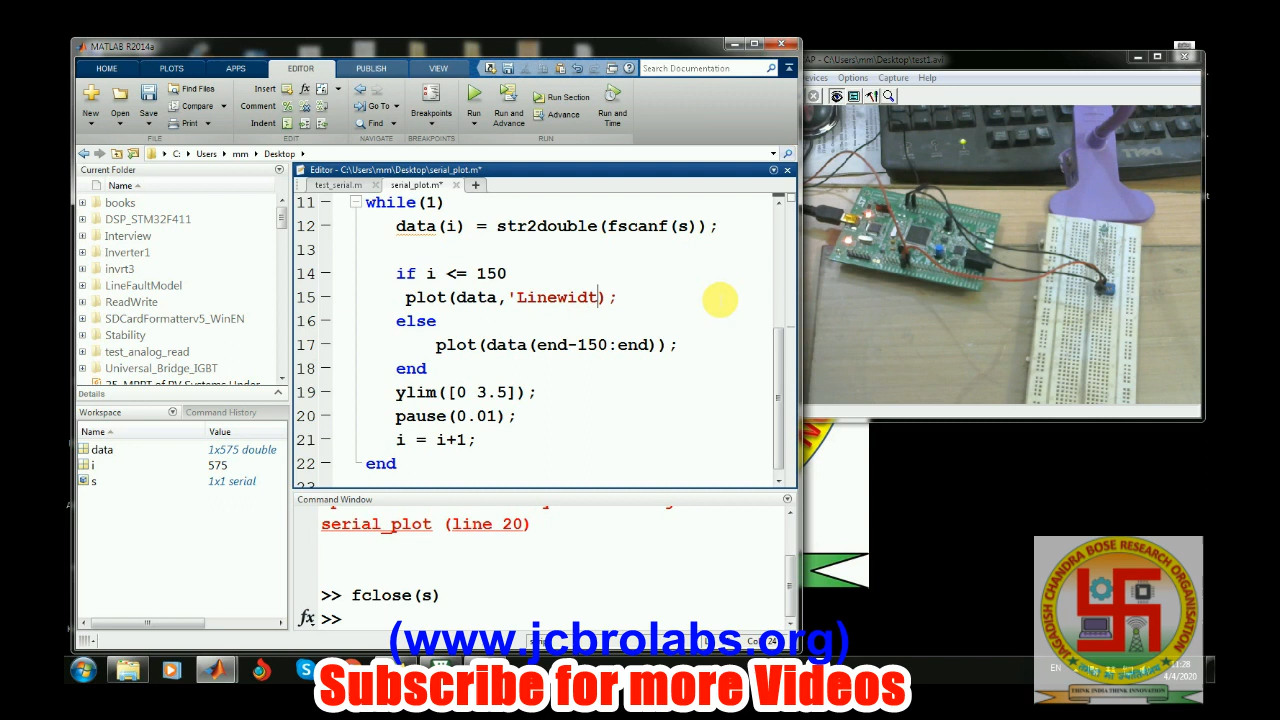 MATLAB R2014a
HOME PLOTS APPS EDITOR PUBLISH VIEW Search Documentation
New Open Save Find Files Compare Print
Insert Comment Indent
Go To Find
Breakpoints
Run Run and Advance Run Section Advance Run and Time
FILE EDIT NAVIGATE BREAKPOINTS RUN
C: Users mm Desktop
Current Folder
Name
books
DSP_STM32F411
Interview
Inverter1
invrt3
LineFaultModel
ReadWrite
SDCardFormatterv5_WinEN
Stability
test_analog_read
Universal_Bridge_IGBT
Details
Workspace Command History
Name Value
data 1x575 double
i 575
s 1x1 serial
Editor - C:\Users\mm\Desktop\serial_plot.m*
test_serial.m serial_plot.m*
11 while(1)
12 data(i) = str2double(fscanf(s));
13
14 if i <= 150
15 plot(data,'Linewidt);
16 else
17 plot(data(end-150:end));
18 end
19 ylim([0 3.5]);
20 pause(0.01);
21 i = i+1;
22 end
Command Window
serial_plot (line 20)
>> fclose(s)
fx >>
AP - C:\Users\mm\Desktop\test1.avi
evices Options Capture Help
DELL
(www.jcbrolabs.org)
Subscribe for more Videos
EN
11:28
4/4/2020
JAGADISH CHANDRA BOSE RESEARCH ORGANISATION
THINK INDIA THINK INNOVATION